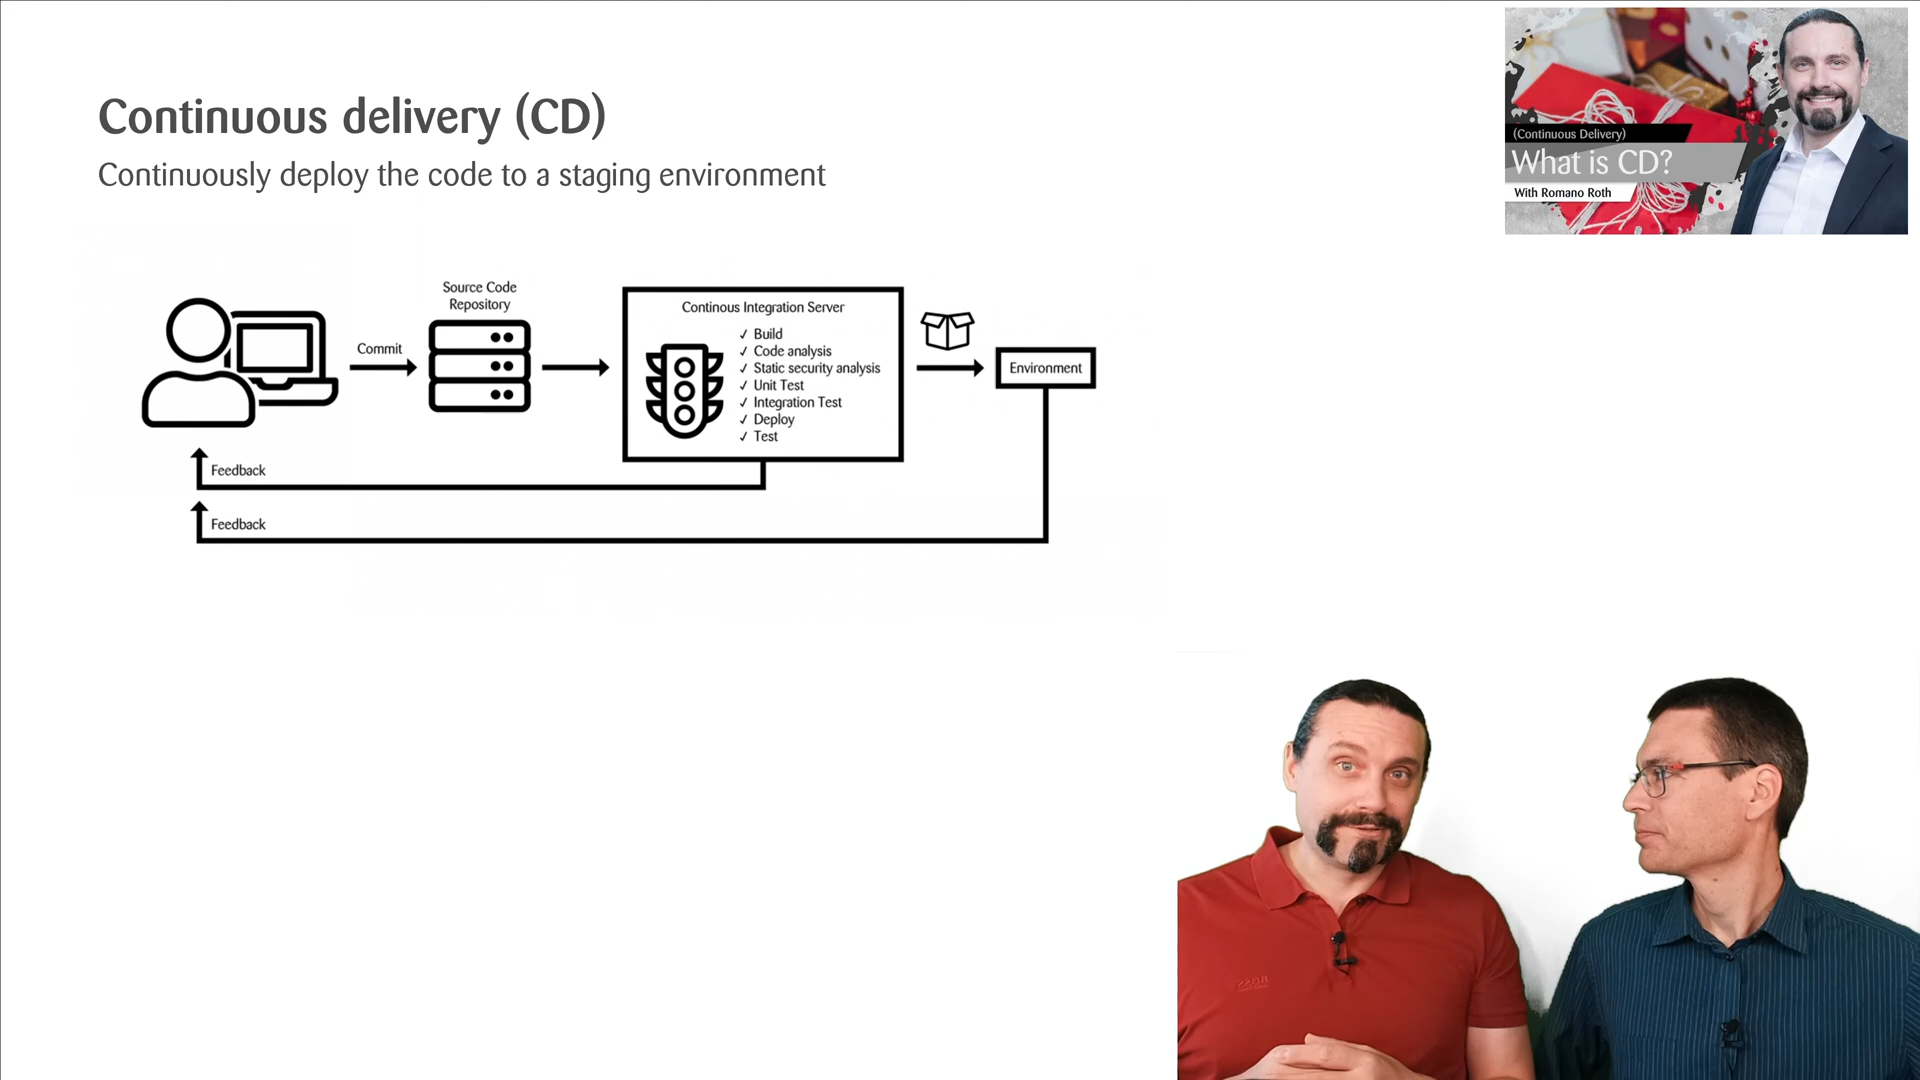 Continuous delivery (CD)
Continuously deploy the code to a staging environment
(Continuous Delivery)
What is CD?
With Romano Roth
Source Code
Repository
Commit
Continous Integration Server
✓ Build
✓ Code analysis
✓ Static security analysis
✓ Unit Test
✓ Integration Test
✓ Deploy
✓ Test
Environment
Feedback
Feedback
BOSS